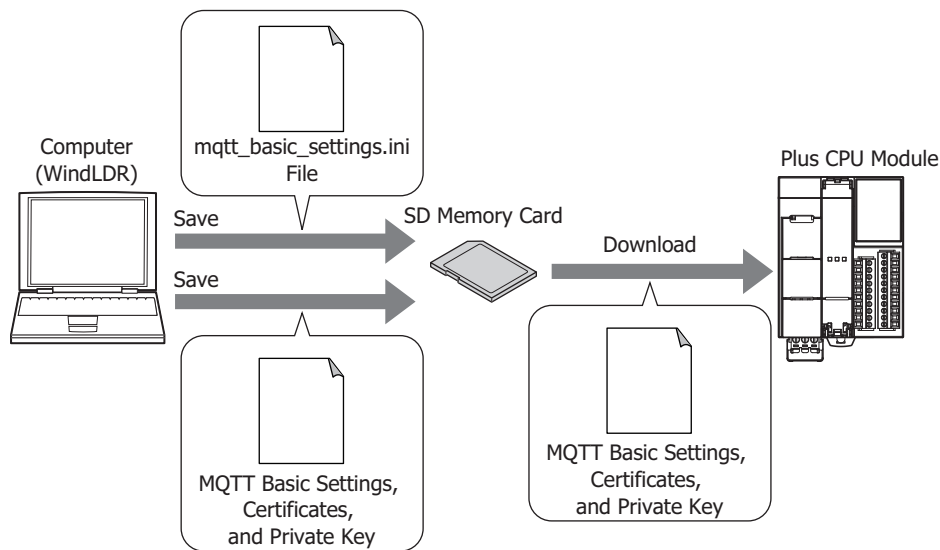 mqtt_basic_settings.ini
File
Computer
(WindLDR)
Save
SD Memory Card
Download
Plus CPU Module
Save
MQTT Basic Settings,
Certificates,
and Private Key
MQTT Basic Settings,
Certificates,
and Private Key